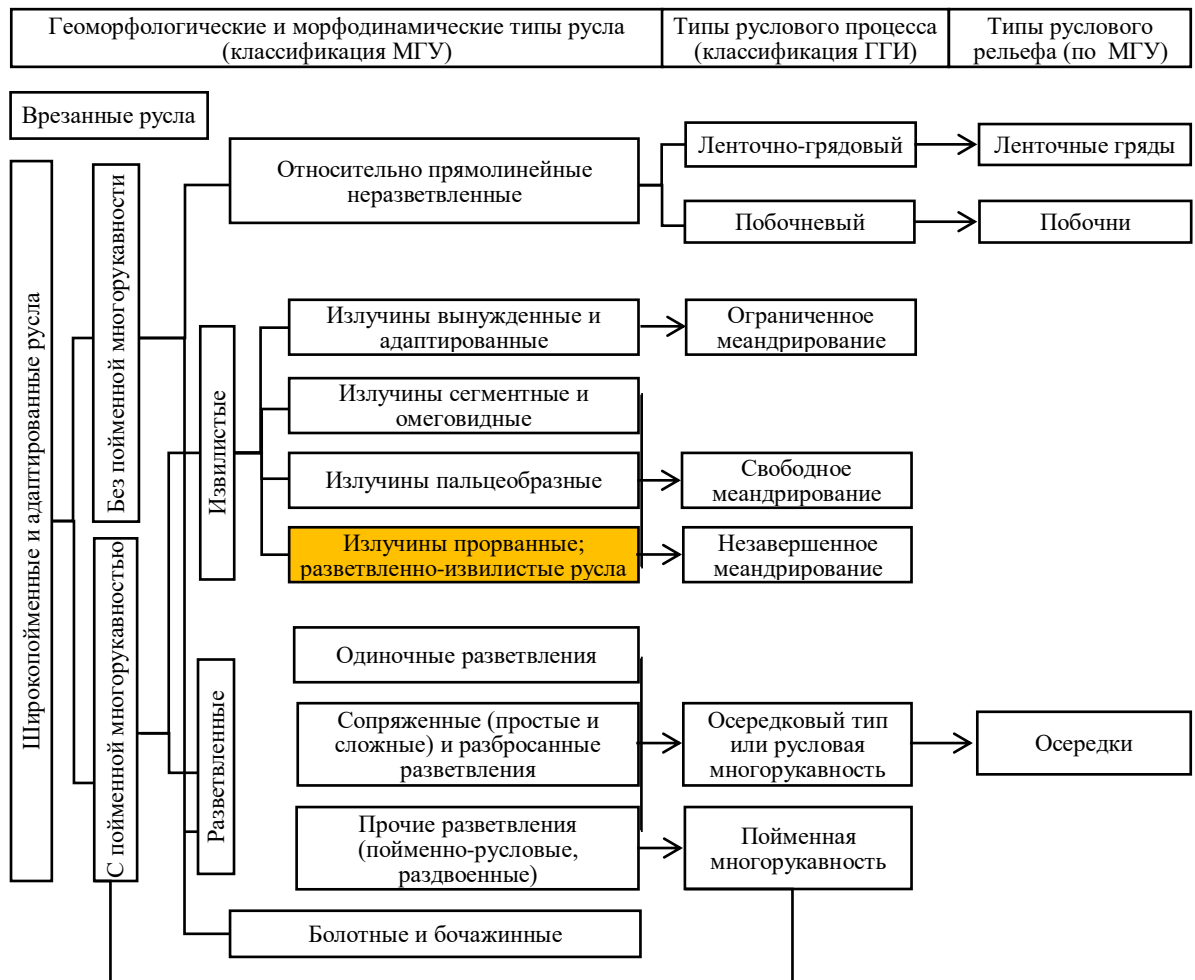 Геоморфологические и морфодинамические типы русла
(классификация МГУ)
Типы руслового процесса
(классификация ГГИ)
Типы руслового
рельефа (по МГУ)
Врезанные русла
Широкопойменные и адаптированные русла
Без пойменной многорукавности
С пойменной многорукавностью
Относительно прямолинейные
неразветвленные
Ленточно-грядовый
Ленточные гряды
Побочневый
Побочни
Извилистые
Излучины вынужденные и
адаптированные
Ограниченное
меандрирование
Излучины сегментные и
омеговидные
Излучины пальцеобразные
Свободное
меандрирование
Излучины прорванные;
разветвленно-извилистые русла
Незавершенное
меандрирование
Разветвленные
Одиночные разветвления
Сопряженные (простые и
сложные) и разбросанные
разветвления
Осередковый тип
или русловая
многорукавность
Осередки
Прочие разветвления
(пойменно-русловые,
раздвоенные)
Пойменная
многорукавность
Болотные и бочажинные